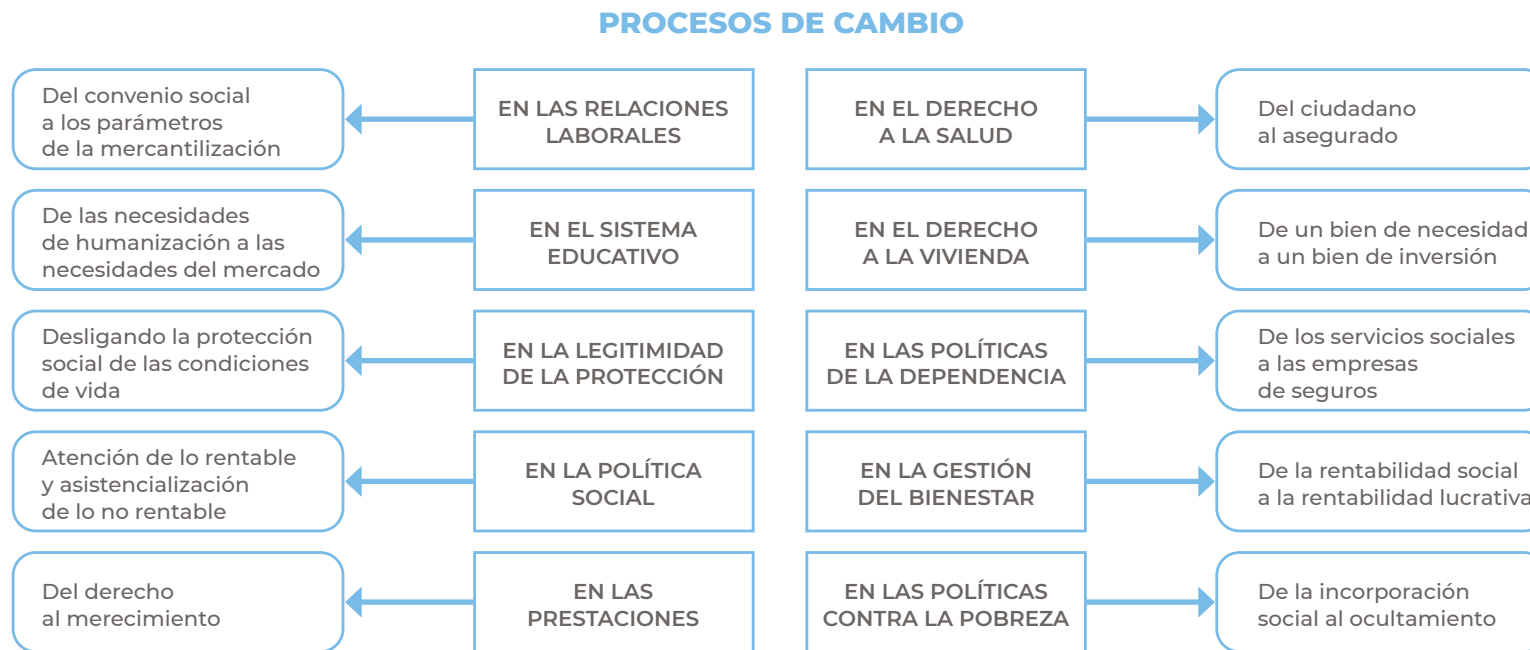 PROCESOS DE CAMBIO
Del convenio social
a los parámetros
de la mercantilización
EN LAS RELACIONES
LABORALES
EN EL DERECHO
A LA SALUD
Del ciudadano
al asegurado
De las necesidades
de humanización a las
necesidades del mercado
EN EL SISTEMA
EDUCATIVO
EN EL DERECHO
A LA VIVIENDA
De un bien de necesidad
a un bien de inversión
Desligando la protección
social de las condiciones
de vida
EN LA LEGITIMIDAD
DE LA PROTECCIÓN
EN LAS POLÍTICAS
DE LA DEPENDENCIA
De los servicios sociales
a las empresas
de seguros
Atención de lo rentable
y asistencialización
de lo no rentable
EN LA POLÍTICA
SOCIAL
EN LA GESTIÓN
DEL BIENESTAR
De la rentabilidad social
a la rentabilidad lucrativa
Del derecho
al merecimiento
EN LAS
PRESTACIONES
EN LAS POLÍTICAS
CONTRA LA POBREZA
De la incorporación
social al ocultamiento